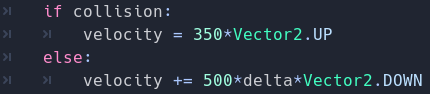 if collision:
velocity = 350*Vector2.UP
else:
velocity += 500*delta*Vector2.DOWN